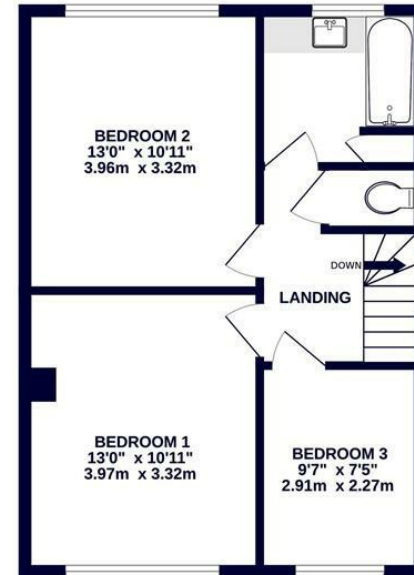 BEDROOM 2
13'0" x 10'11"
3.96m x 3.32m
DOWN
LANDING
BEDROOM 1
13'0" x 10'11"
3.97m x 3.32m
BEDROOM 3
9'7" x 7'5"
2.91m x 2.27m